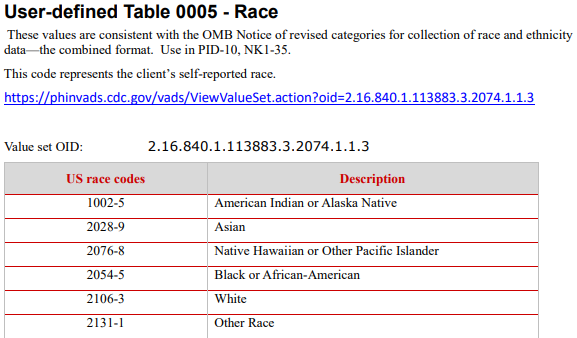 User-defined Table 0005 - Race
These values are consistent with the OMB Notice of revised categories for collection of race and ethnicity
data—the combined format.  Use in PID-10, NK1-35.
This code represents the client’s self-reported race.
https://phinvads.cdc.gov/vads/ViewValueSet.action?oid=2.16.840.1.113883.3.2074.1.1.3
Value set OID: 2.16.840.1.113883.3.2074.1.1.3
US race codes Description
1002-5 American Indian or Alaska Native
2028-9 Asian
2076-8 Native Hawaiian or Other Pacific Islander
2054-5 Black or African-American
2106-3 White
2131-1 Other Race